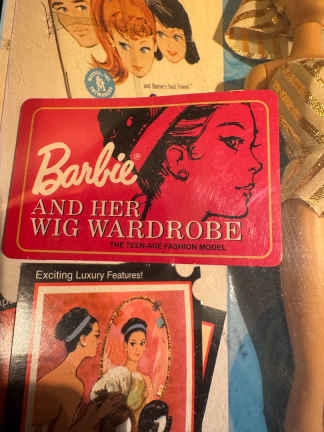 and Barbie's Best Friend
Barbie®
AND HER
WIG WARDROBE
THE TEEN-AGE FASHION MODEL
Exciting Luxury Features!